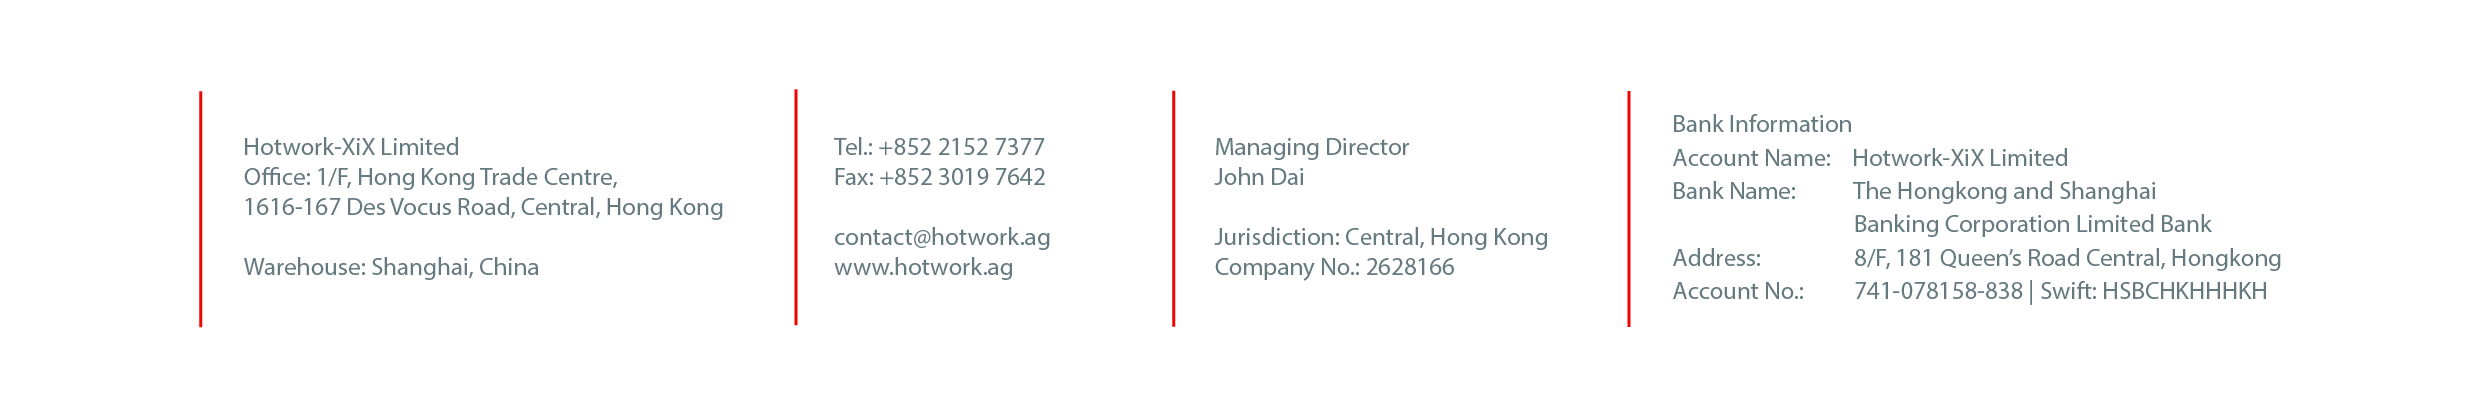 Hotwork-XiX Limited
Office: 1/F, Hong Kong Trade Centre,
1616-167 Des Vocus Road, Central, Hong Kong
Warehouse: Shanghai, China
Tel.: +852 2152 7377
Fax: +852 3019 7642
contact@hotwork.ag
www.hotwork.ag
Managing Director
John Dai
Jurisdiction: Central, Hong Kong
Company No.: 2628166
Bank Information
Account Name: Hotwork-XiX Limited
Bank Name: The Hongkong and Shanghai
Banking Corporation Limited Bank
Address: 8/F, 181 Queen’s Road Central, Hongkong
Account No.: 741-078158-838 | Swift: HSBCHKHHHKH